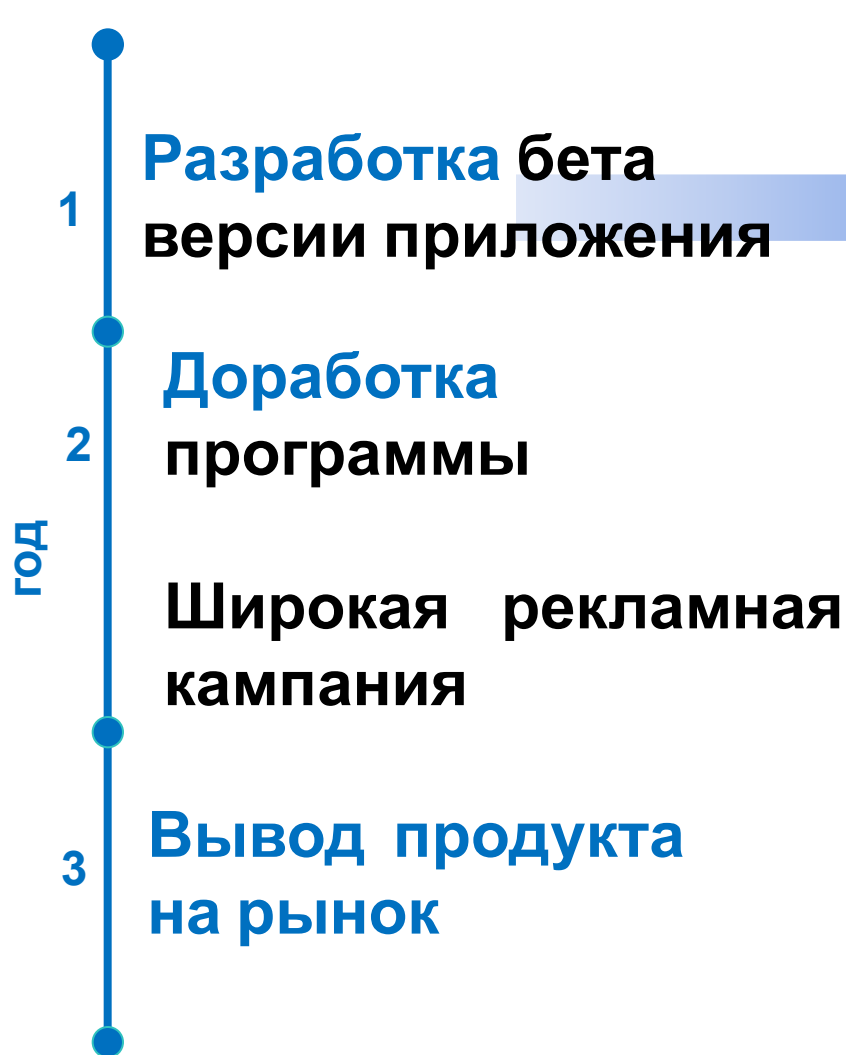 1
Разработка бета
версии приложения
2
Доработка
программы
год
Широкая рекламная
кампания
3
Вывод продукта
на рынок